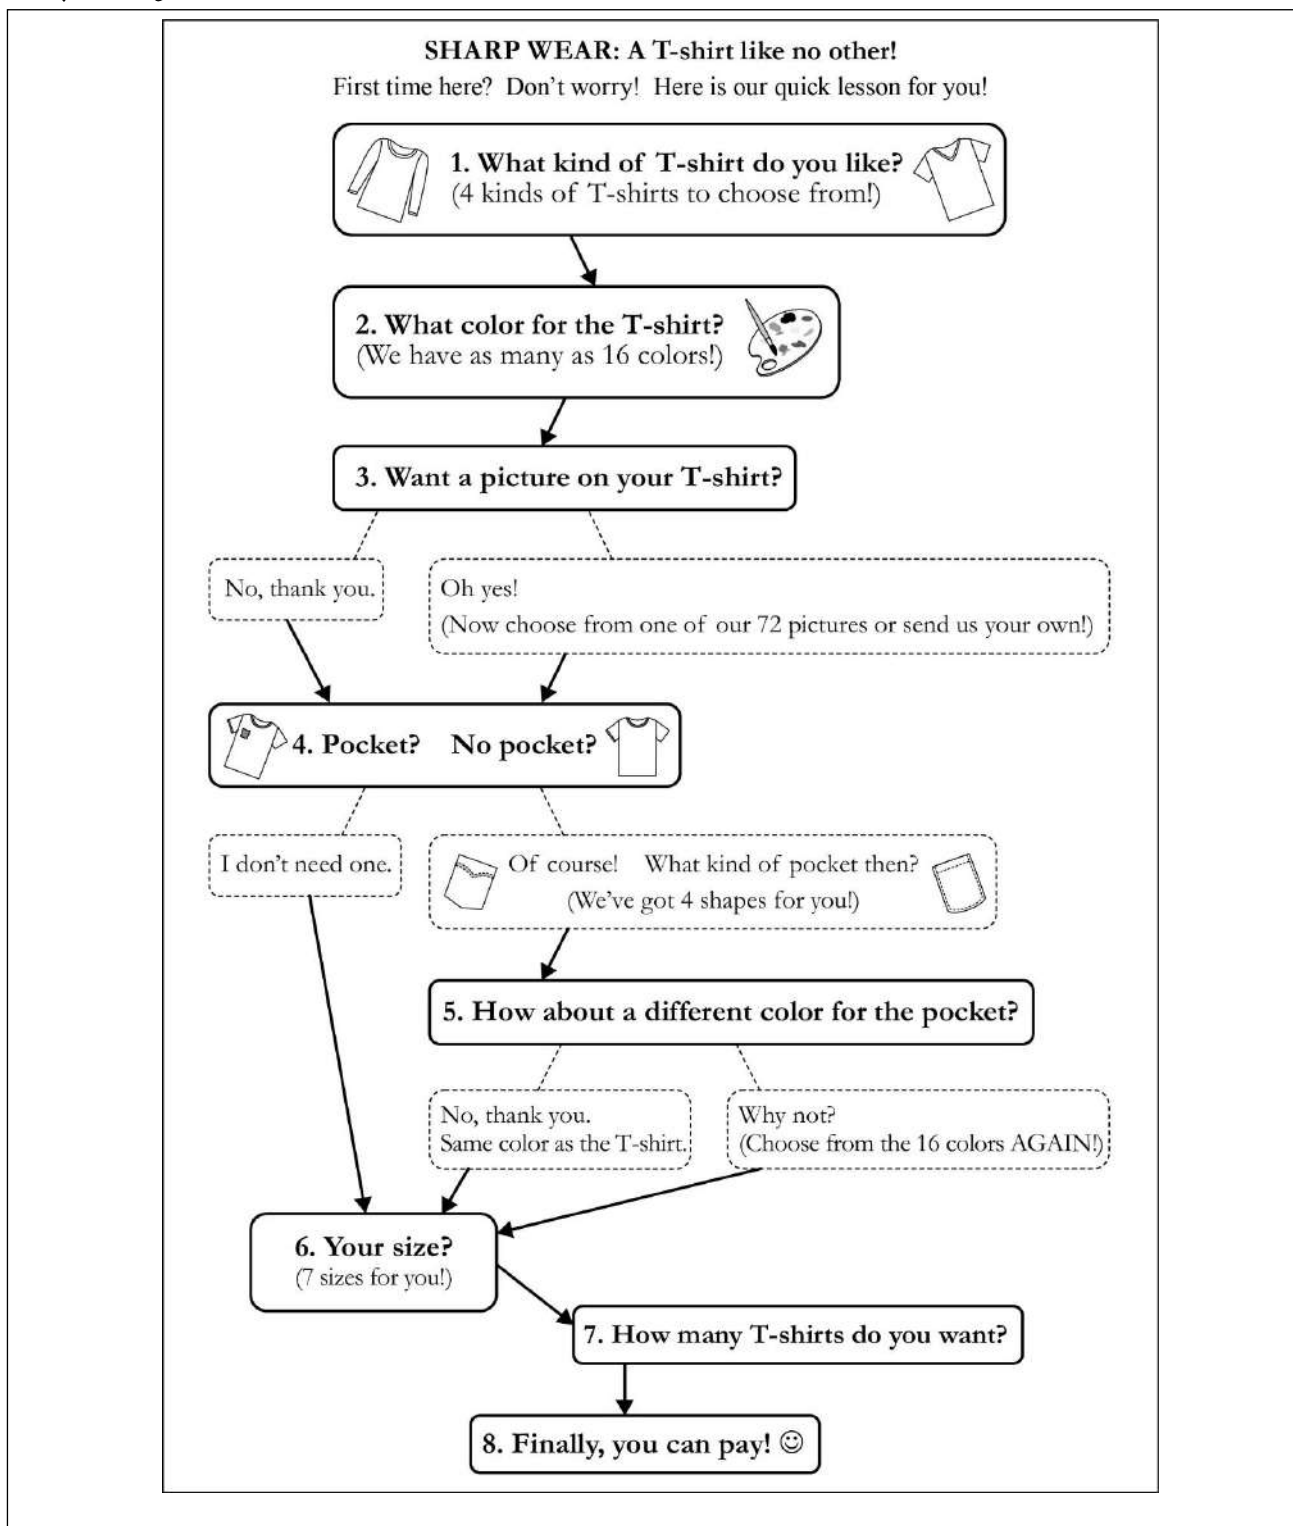 SHARP WEAR: A T-shirt like no other!
First time here? Don't worry! Here is our quick lesson for you!
1. What kind of T-shirt do you like?
(4 kinds of T-shirts to choose from!)
2. What color for the T-shirt?
(We have as many as 16 colors!)
3. Want a picture on your T-shirt?
No, thank you.
Oh yes!
(Now choose from one of our 72 pictures or send us your own!)
4. Pocket? No pocket?
I don't need one.
Of course! What kind of pocket then?
(We've got 4 shapes for you!)
5. How about a different color for the pocket?
No, thank you.
Same color as the T-shirt.
Why not?
(Choose from the 16 colors AGAIN!)
6. Your size?
(7 sizes for you!)
7. How many T-shirts do you want?
8. Finally, you can pay! ☺